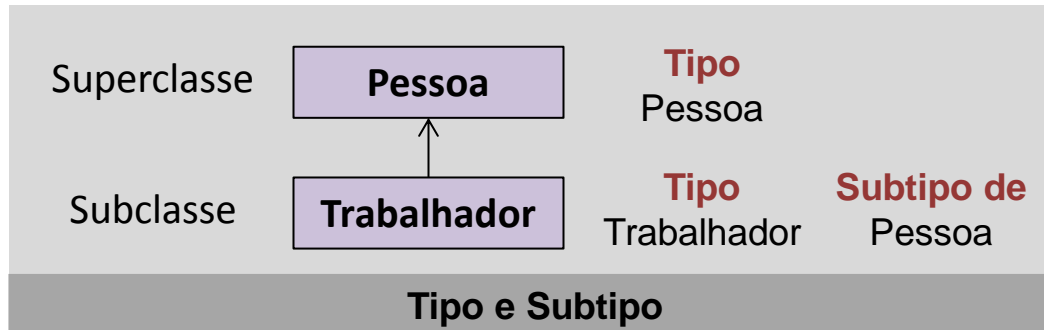 Superclasse
Pessoa
Tipo
Pessoa
Subclasse
Trabalhador
Tipo
Trabalhador
Subtipo de
Pessoa
Tipo e Subtipo